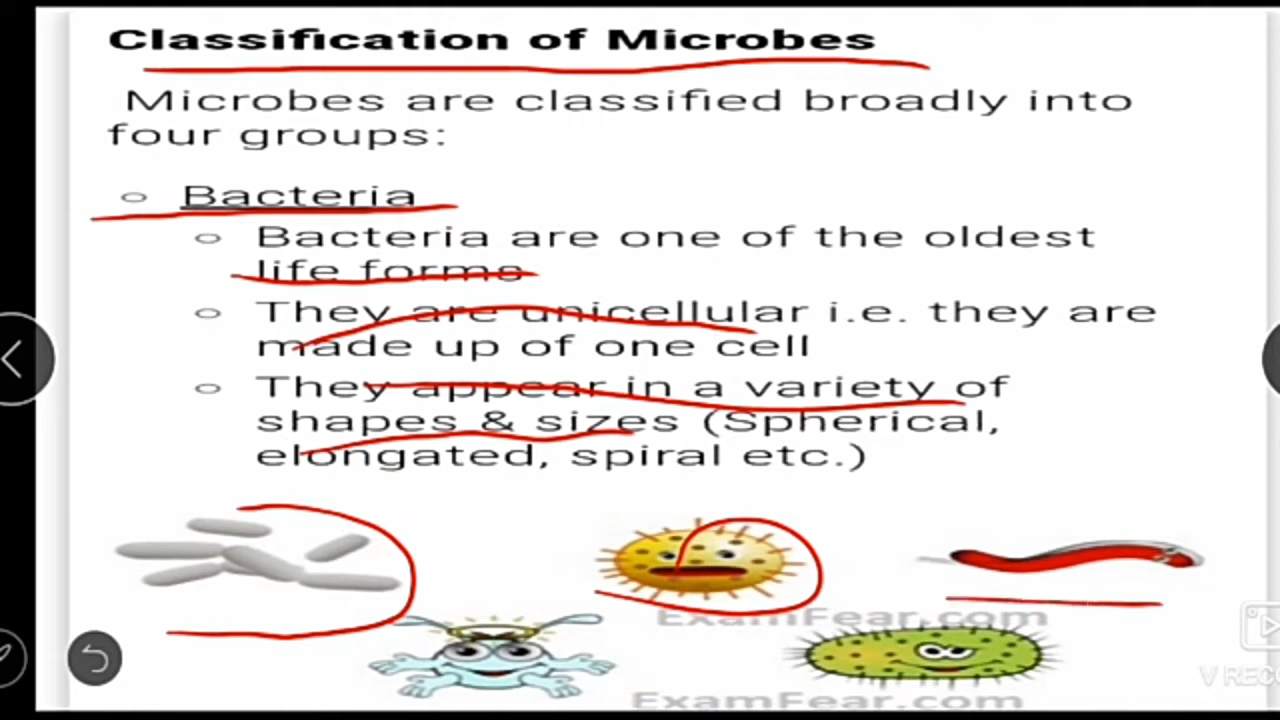 Classification of Microbes
Microbes are classified broadly into
four groups:
Bacteria
Bacteria are one of the oldest
life forms
They are unicellular i.e. they are
made up of one cell
They appear in a variety of
shapes & sizes (Spherical,
elongated, spiral etc.)
ExamFear.com
ExamFear.com